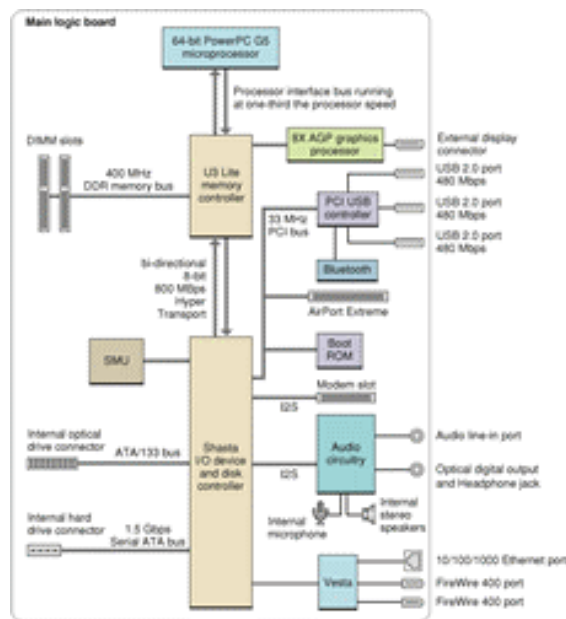 Main logic board
64-bit PowerPC G5
microprocessor
Processor interface bus running
at one-third the processor speed
DIMM slots
400 MHz
DDR memory bus
U3 Lite
memory
controller
8X AGP graphics
processor
External display
connector
USB 2.0 port
480 Mbps
PCI USB
controller
USB 2.0 port
480 Mbps
33 MHz
PCI bus
USB 2.0 port
480 Mbps
Bluetooth
bi-directional
8-bit
800 MBps
Hyper
Transport
AirPort Extreme
SMU
Boot
ROM
Modem slot
I2S
Internal optical
drive connector
ATA/133 bus
Shasta
I/O device
and disk
controller
I2S
Audio
circuitry
Audio line-in port
Optical digital output
and Headphone jack
Internal
microphone
Internal
stereo
speakers
Internal hard
drive connector
1.5 Gbps
Serial ATA bus
Vesta
10/100/1000 Ethernet port
FireWire 400 port
FireWire 400 port